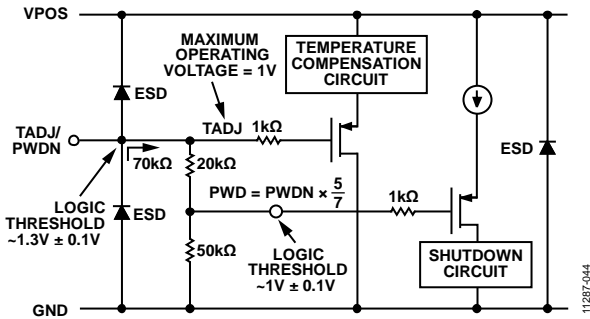 VPOS
MAXIMUM
OPERATING
VOLTAGE = 1V
TEMPERATURE
COMPENSATION
CIRCUIT
ESD
TADJ/
PWDN
TADJ
1kΩ
70kΩ
20kΩ
ESD
PWD = PWDN × 5/7
1kΩ
LOGIC
THRESHOLD
~1.3V ± 0.1V
ESD
50kΩ
LOGIC
THRESHOLD
~1V ± 0.1V
SHUTDOWN
CIRCUIT
GND
11287-044